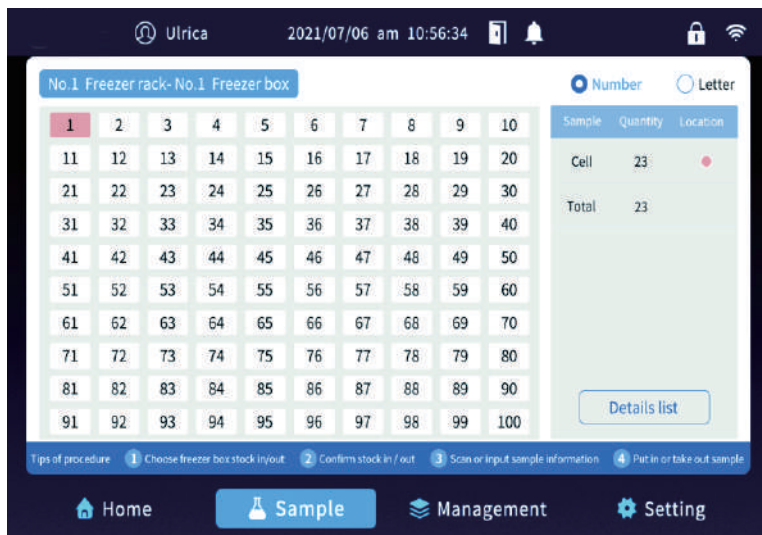 Ulrica 2021/07/06 am 10:56:34
No.1 Freezer rack- No.1 Freezer box Number Letter
1 2 3 4 5 6 7 8 9 10 Sample Quantity Location
11 12 13 14 15 16 17 18 19 20 Cell 23
21 22 23 24 25 26 27 28 29 30
31 32 33 34 35 36 37 38 39 40 Total 23
41 42 43 44 45 46 47 48 49 50
51 52 53 54 55 56 57 58 59 60
61 62 63 64 65 66 67 68 69 70
71 72 73 74 75 76 77 78 79 80
81 82 83 84 85 86 87 88 89 90
91 92 93 94 95 96 97 98 99 100
Details list
Tips of procedure 1 Choose freezer box stock in/out 2 Confirm stock in / out 3 Scan or input sample information 4 Put in or take out sample
Home Sample Management Setting